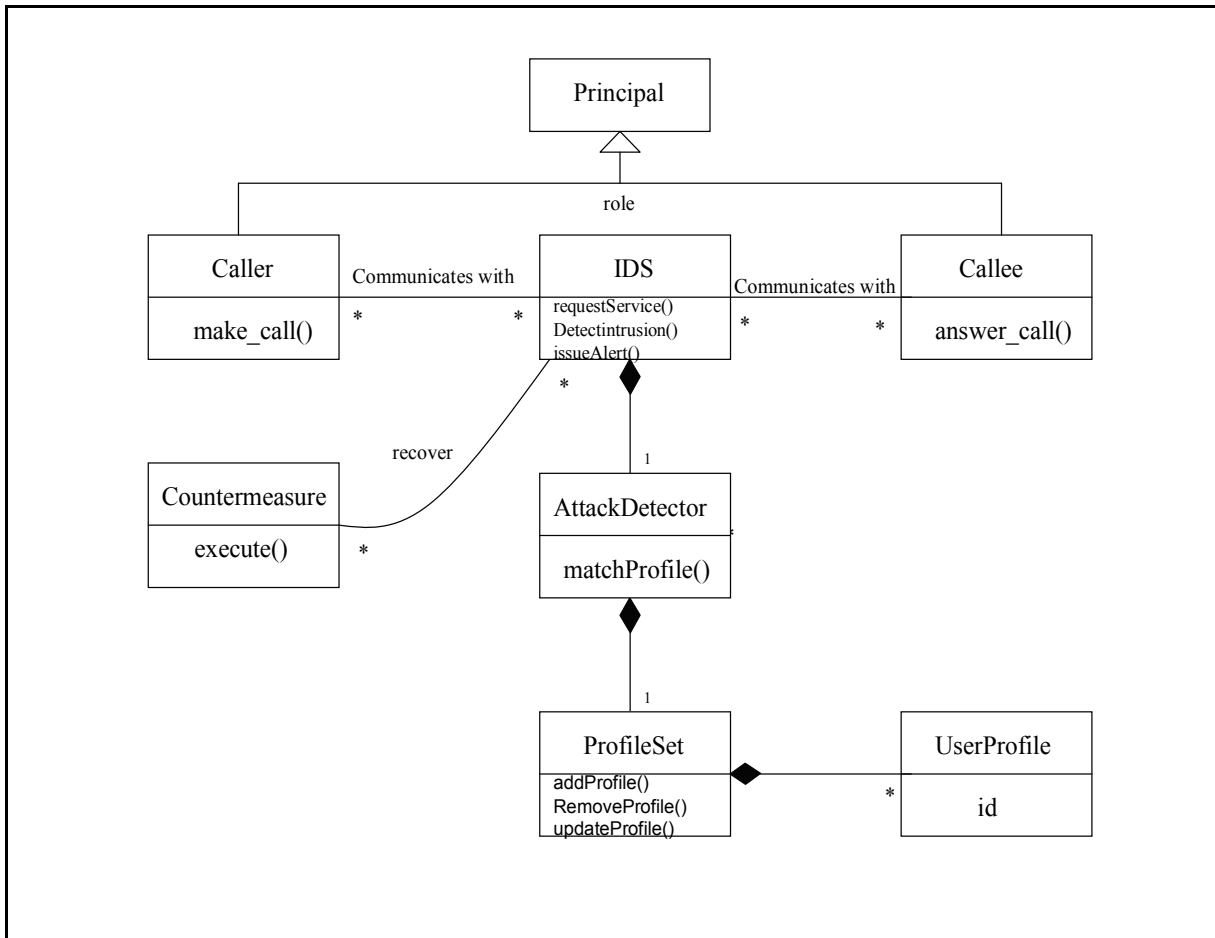 Principal
role
Caller
make_call()
Communicates with
*
*
IDS
requestService()
Detectintrusion()
issueAlert()
Communicates with
*
*
Callee
answer_call()
*
recover
Countermeasure
execute()
*
1
AttackDetector
matchProfile()
*
1
ProfileSet
addProfile()
RemoveProfile()
updateProfile()
*
UserProfile
id